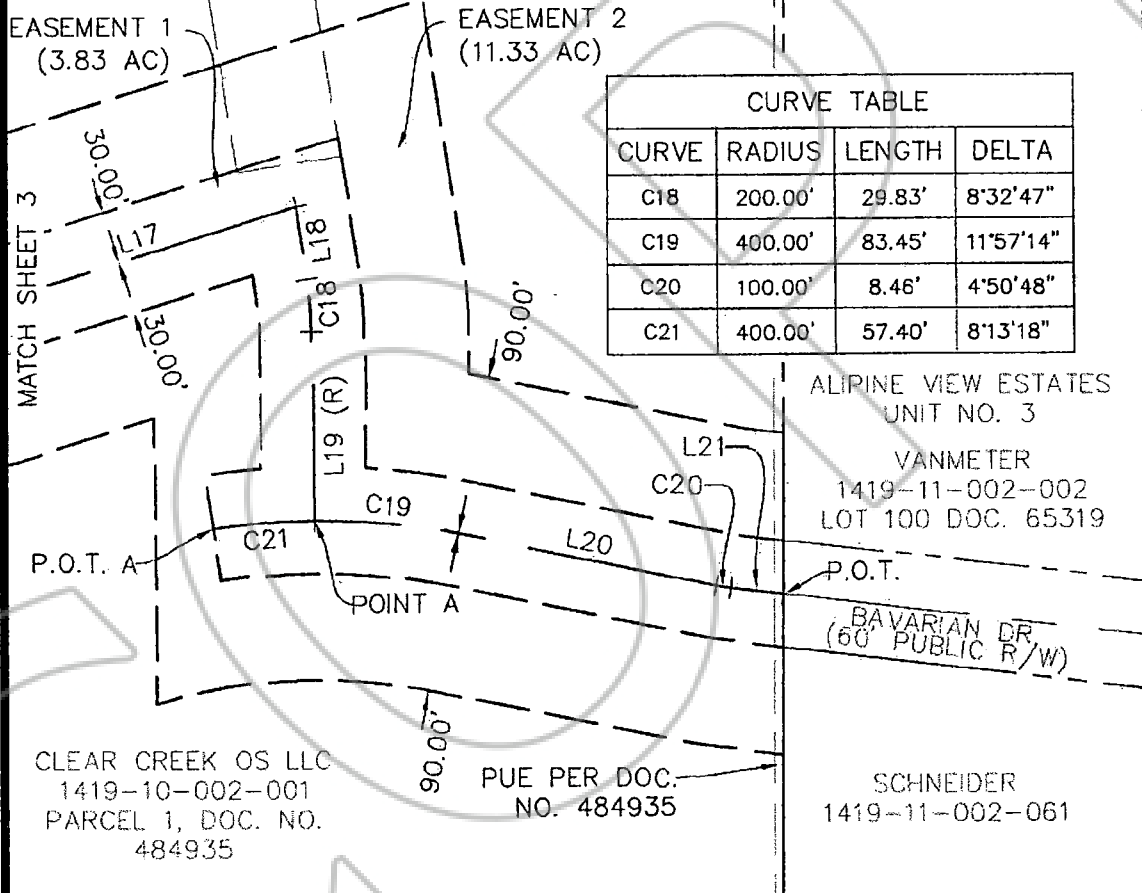 EASEMENT 1
(3.83 AC)
EASEMENT 2
(11.33 AC)
CURVE TABLE
CURVE RADIUS LENGTH DELTA
C18 200.00' 29.83' 8°32'47"
C19 400.00' 83.45' 11°57'14"
C20 100.00' 8.46' 4°50'48"
C21 400.00' 57.40' 8°13'18"
MATCH SHEET 3
30.00'
L17
30.00'
L18
C18
L19 (R)
90.00'
ALIPINE VIEW ESTATES
UNIT NO. 3
VANMETER
1419-11-002-002
LOT 100 DOC. 65319
L21
C20
C19
C21
L20
P.O.T. A
POINT A
P.O.T.
BAVARIAN DR.
(60' PUBLIC R/W)
90.00'
CLEAR CREEK OS LLC
1419-10-002-001
PARCEL 1, DOC. NO.
484935
PUE PER DOC.
NO. 484935
SCHNEIDER
1419-11-002-061